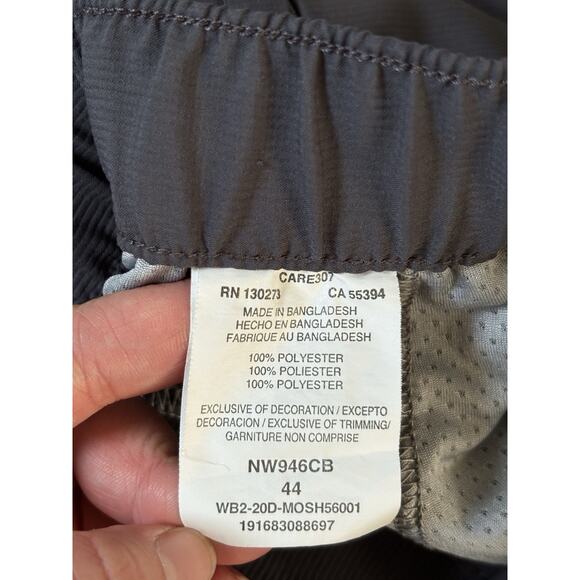 CARE307
RN 130273 CA 55394
MADE IN BANGLADESH
HECHO EN BANGLADESH
FABRIQUE AU BANGLADESH
100% POLYESTER
100% POLIESTER
100% POLYESTER
EXCLUSIVE OF DECORATION / EXCEPTO
DECORACION / EXCLUSIVE OF TRIMMING/
GARNITURE NON COMPRISE
NW946CB
44
WB2-20D-MOSH56001
191683088697